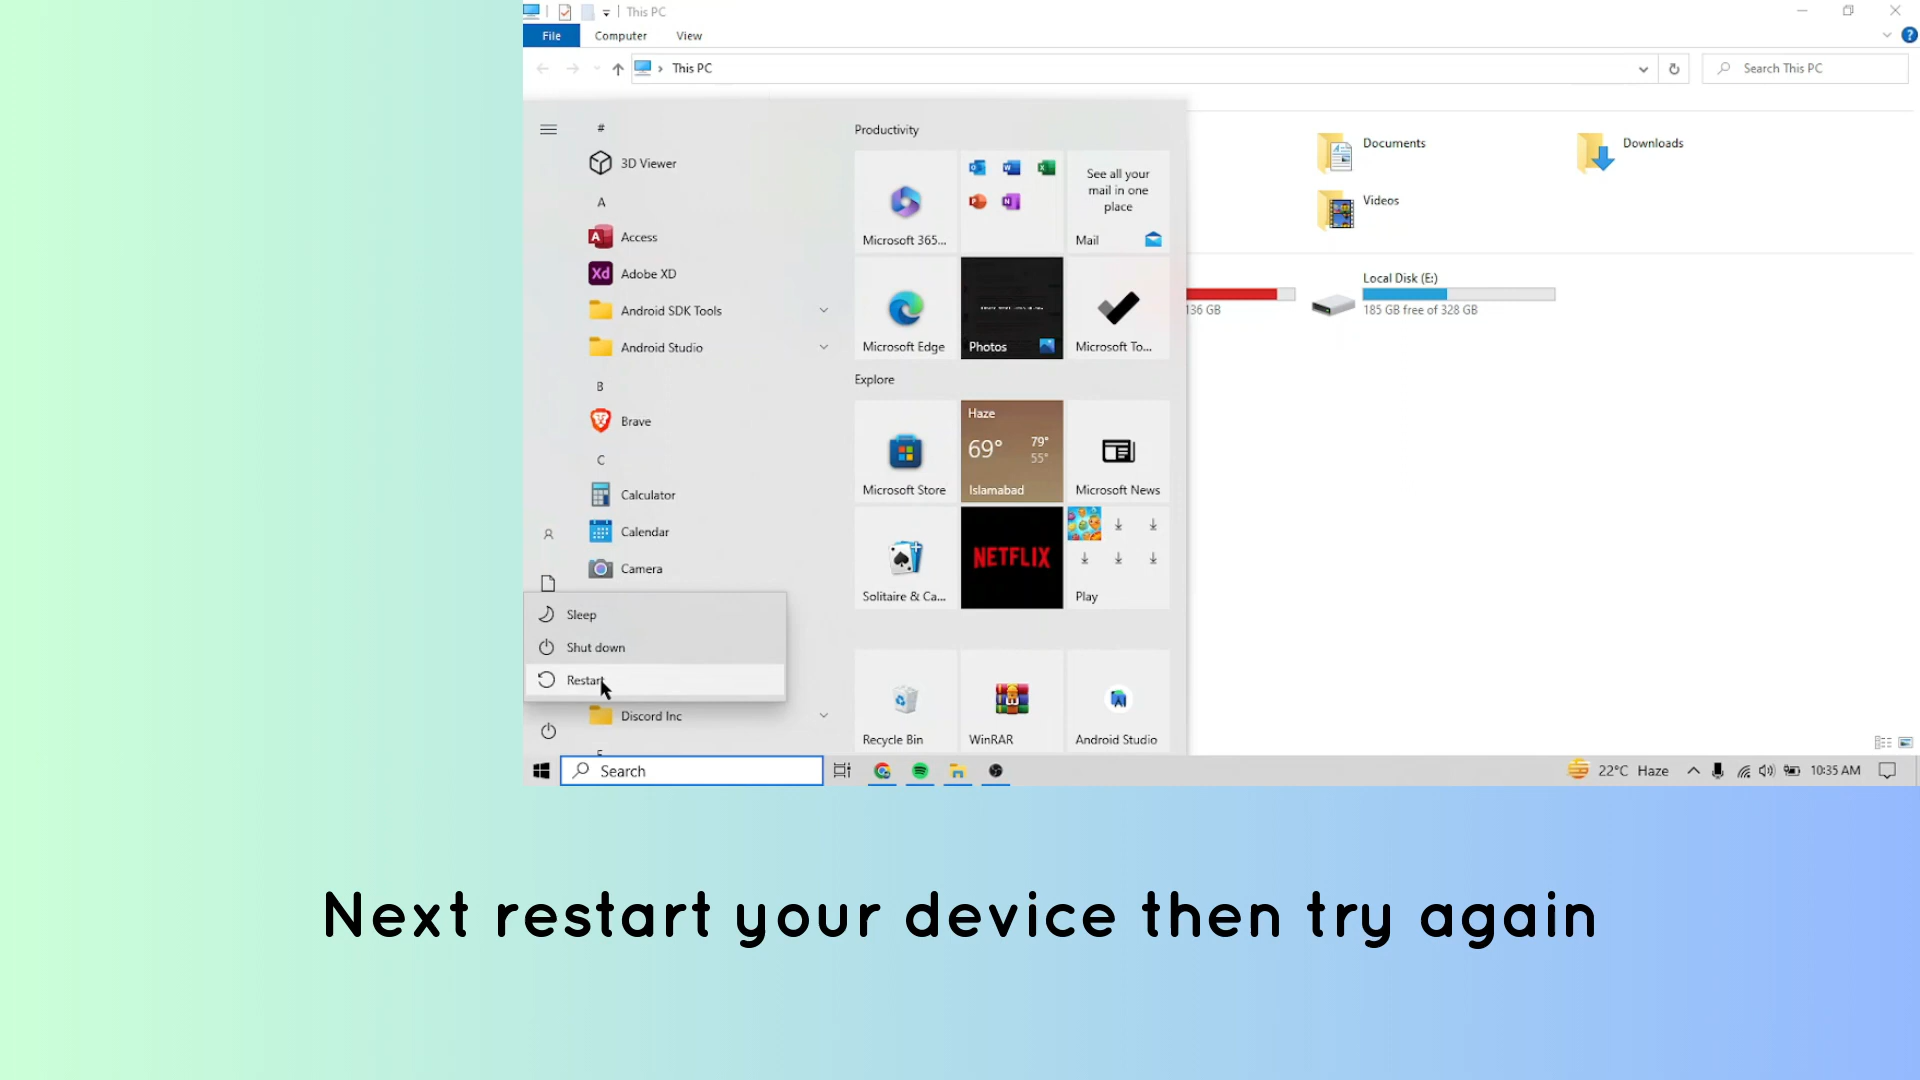 This PC
File Computer View
This PC
Search This PC
#
3D Viewer
A
Access
Adobe XD
Android SDK Tools
Android Studio
B
Brave
C
Calculator
Calendar
Camera
Sleep
Shut down
Restart
Discord Inc
Productivity
Microsoft 365...
See all your
mail in one
place
Mail
Microsoft Edge
Photos
Microsoft To...
Explore
Microsoft Store
Haze
69° 79°
55°
Islamabad
Microsoft News
Solitaire & Ca...
NETFLIX
Play
Recycle Bin
WinRAR
Android Studio
Documents
Downloads
Videos
136 GB
Local Disk (E:)
185 GB free of 328 GB
Search
22°C Haze
10:35 AM
Next restart your device then try again